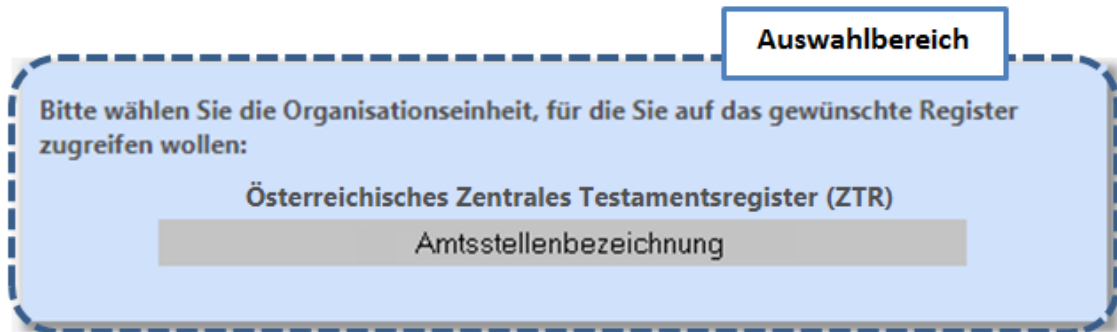 Auswahlbereich
Bitte wählen Sie die Organisationseinheit, für die Sie auf das gewünschte Register
zugreifen wollen:
Österreichisches Zentrales Testamentsregister (ZTR)
Amtsstellenbezeichnung